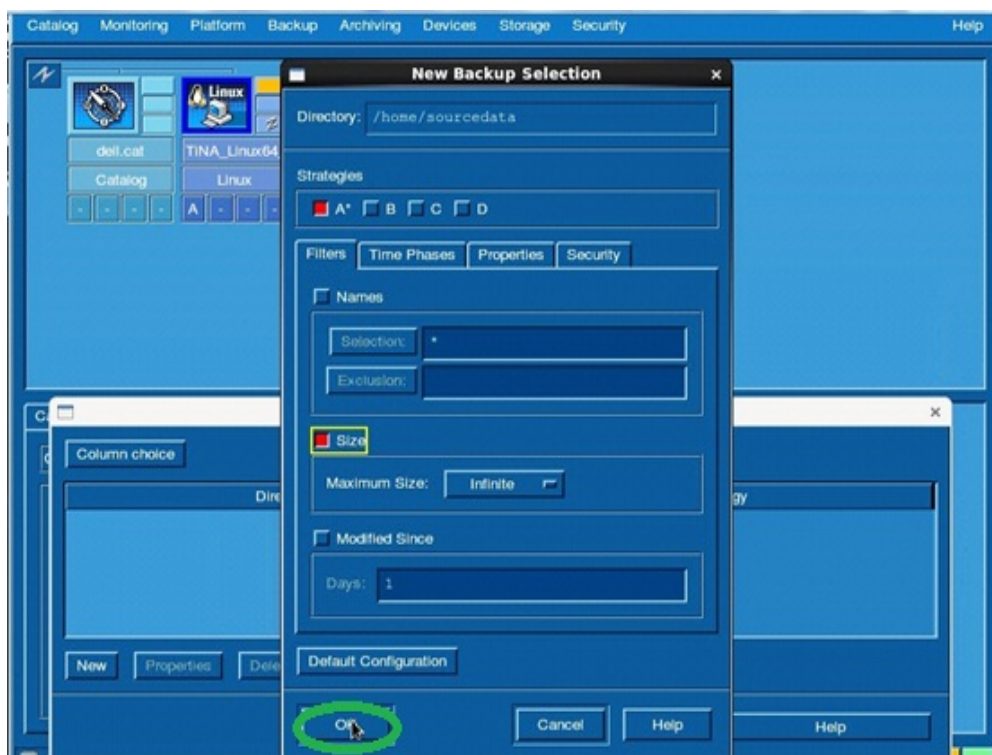 Catalog Monitoring Platform Backup Archiving Devices Storage Security Help
New Backup Selection
Directory: /home/sourcedata
Linux
dell.cat TINA_Linux64
Catalog Linux
A
Strategies
A* B C D
Filters Time Phases Properties Security
Names
Selection: *
Exclusion:
Size
Maximum Size: Infinite
Modified Since
Days: 1
Column choice
Default Configuration
New Properties
OK Cancel Help Help